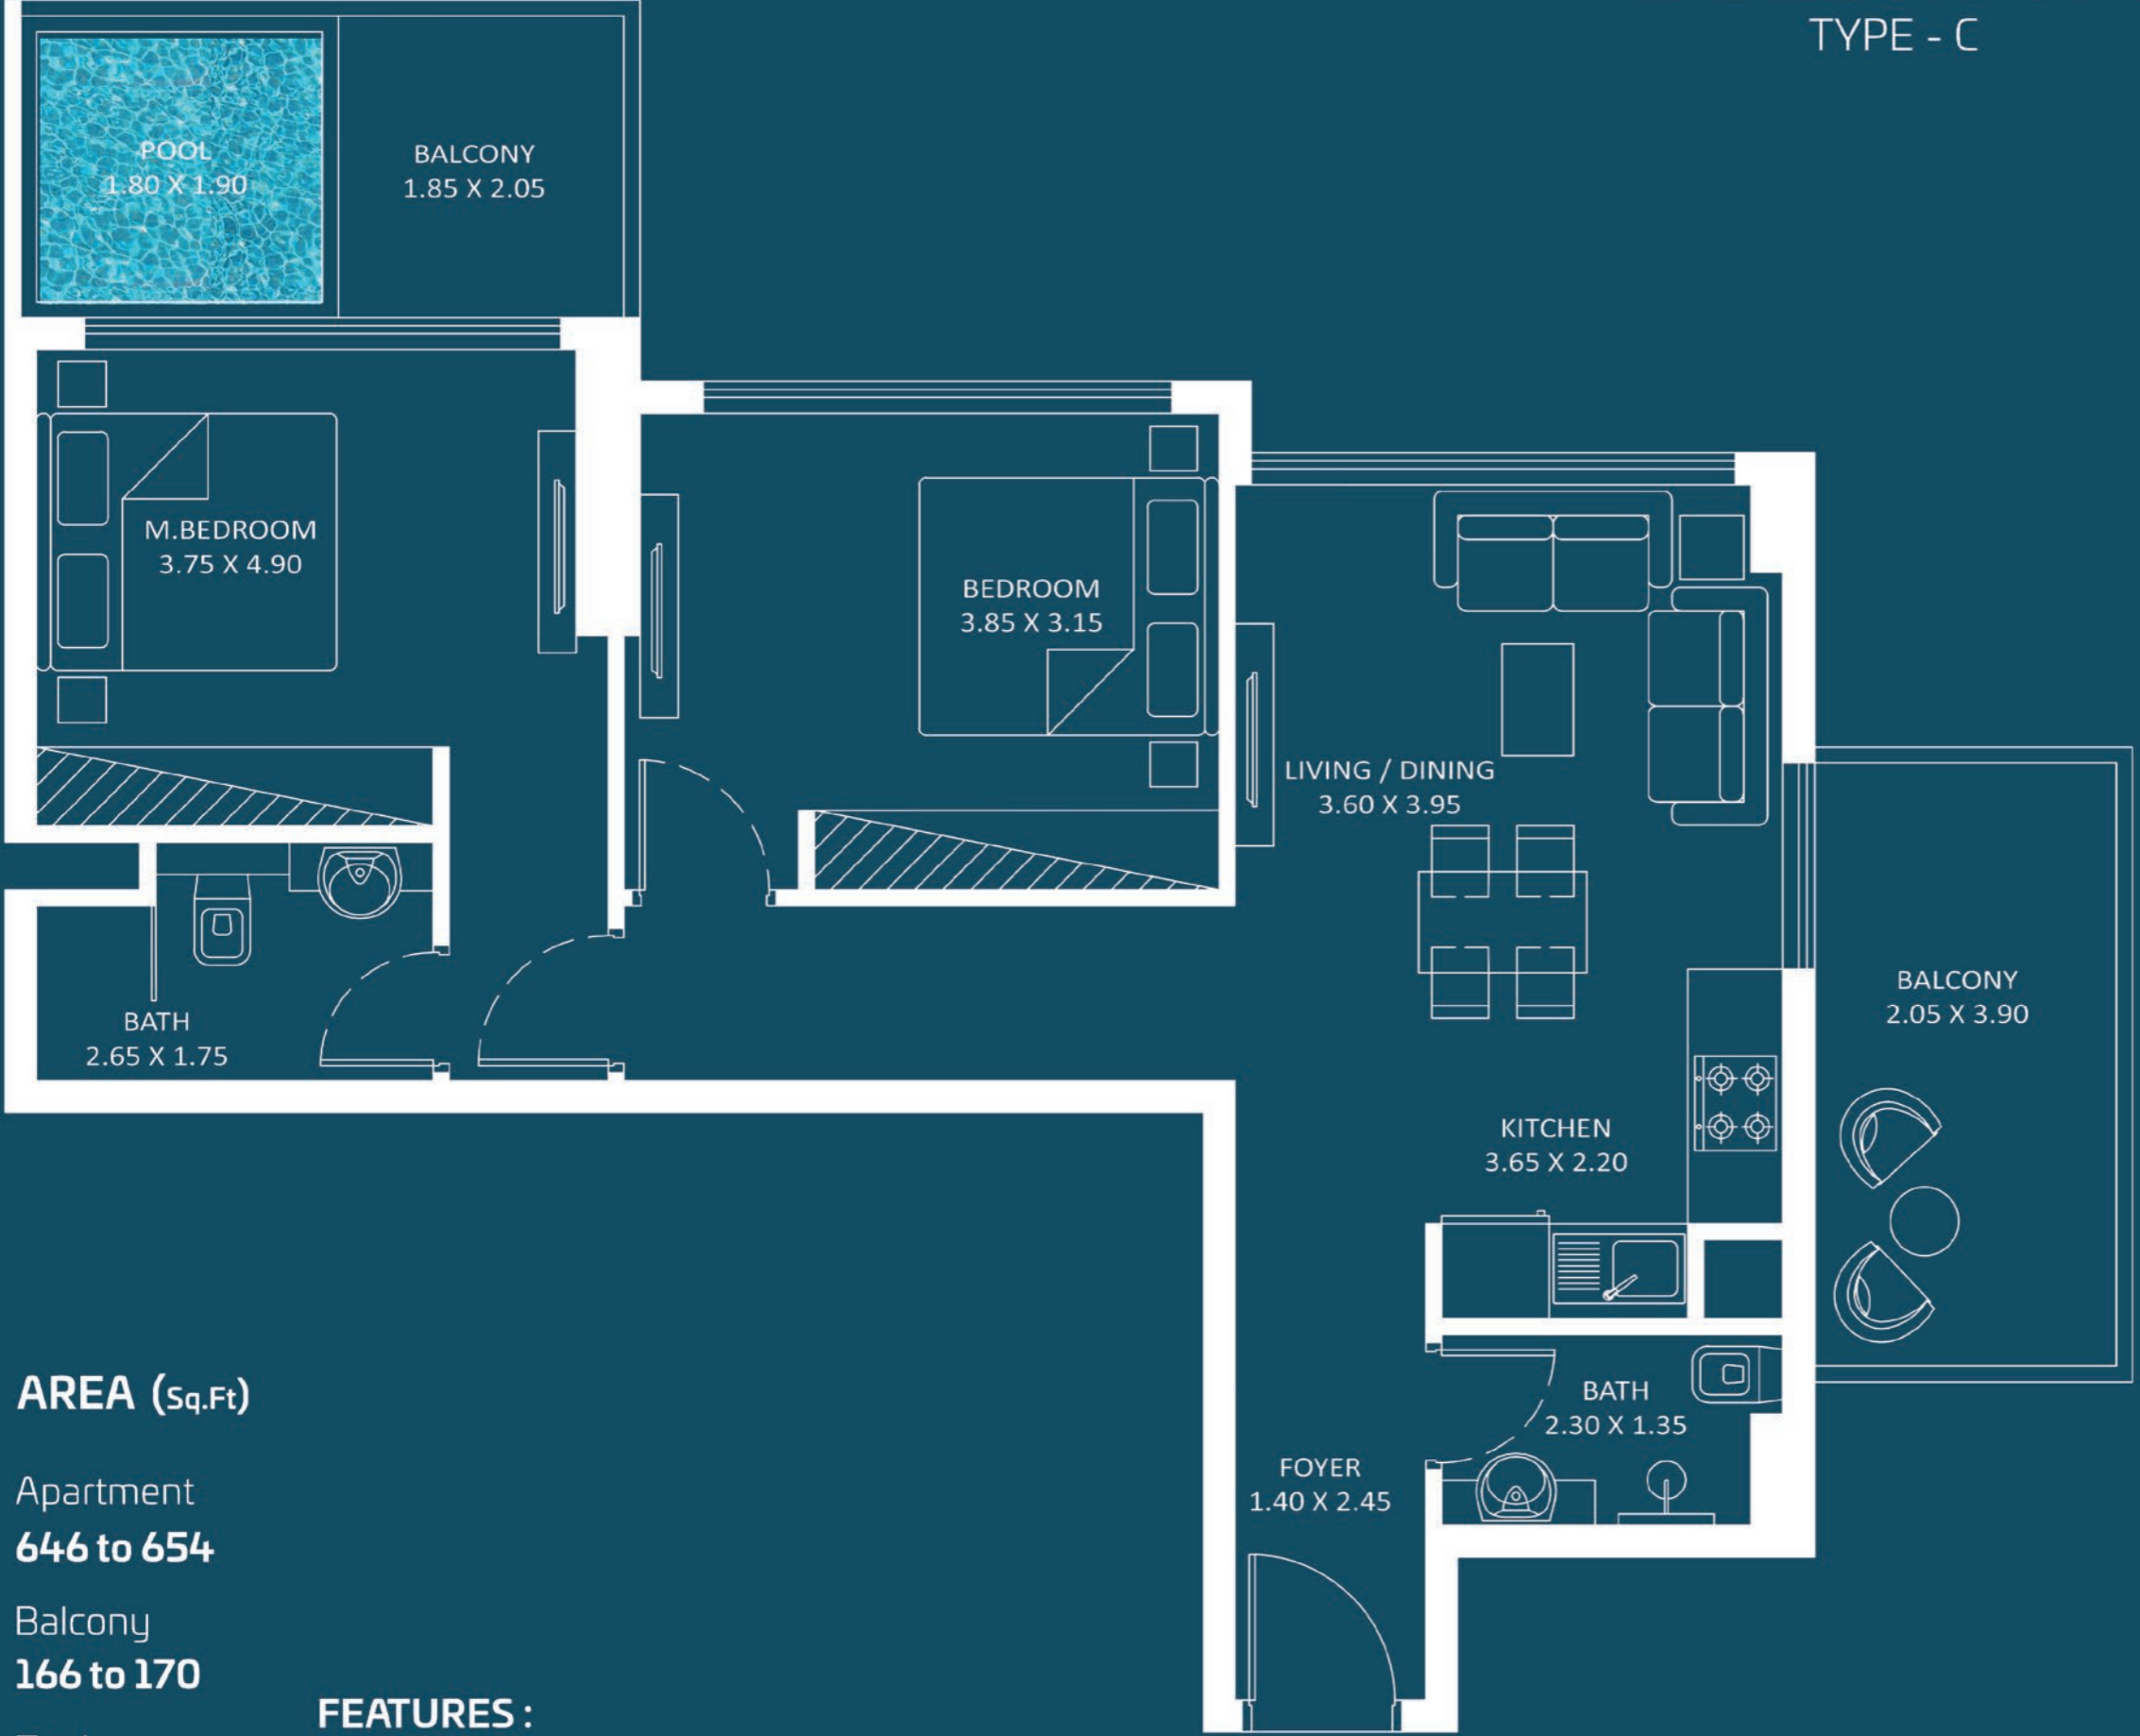 TYPE - C
POOL
1.80 X 1.90
BALCONY
1.85 X 2.05
M.BEDROOM
3.75 X 4.90
BEDROOM
3.85 X 3.15
LIVING / DINING
3.60 X 3.95
BALCONY
2.05 X 3.90
BATH
2.65 X 1.75
KITCHEN
3.65 X 2.20
BATH
2.30 X 1.35
FOYER
1.40 X 2.45
AREA (Sq.Ft)
Apartment
646 to 654
Balcony
166 to 170
FEATURES :